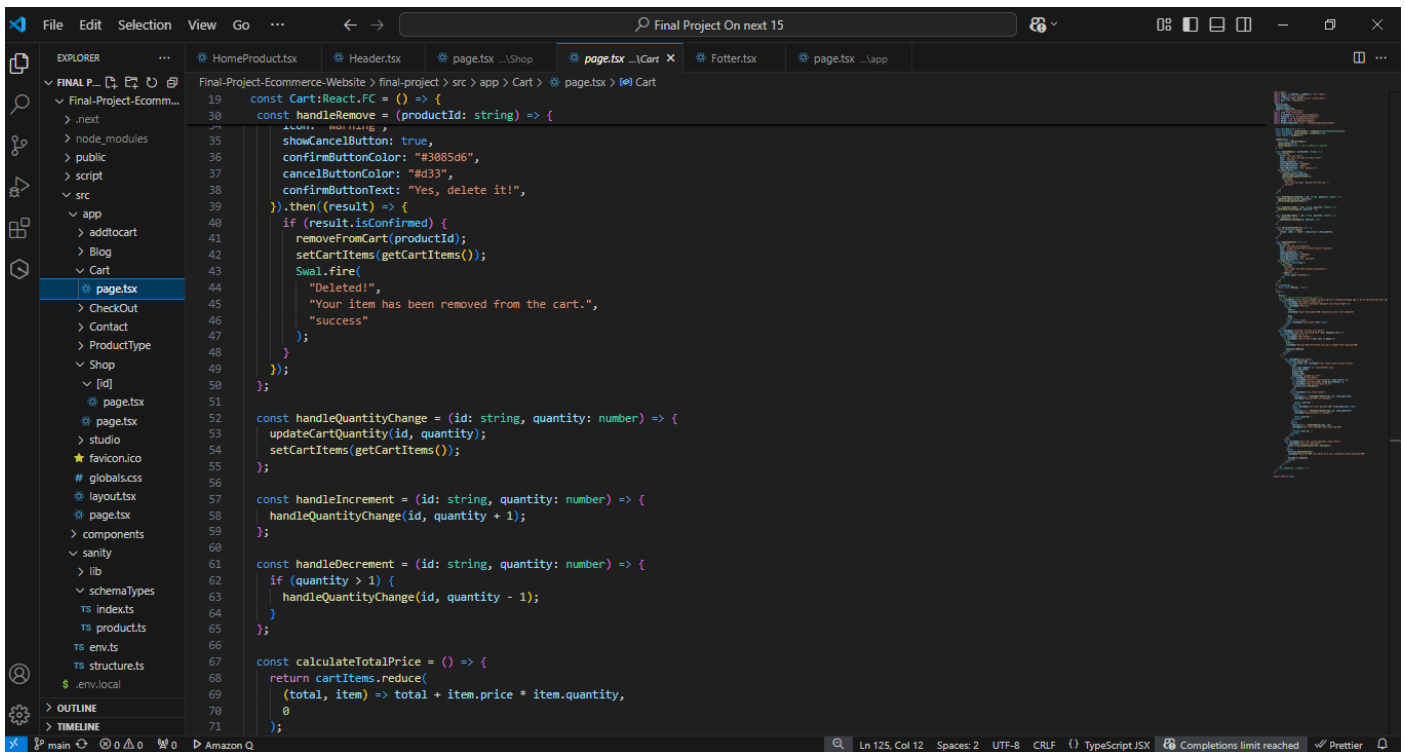 File Edit Selection View Go ··· Final Project On next 15
EXPLORER ···
FINAL P...
Final-Project-Ecomm...
.next
node_modules
public
script
src
app
addtocart
Blog
Cart
page.tsx
CheckOut
Contact
ProductType
Shop
[id]
page.tsx
page.tsx
studio
favicon.ico
# globals.css
layout.tsx
page.tsx
components
sanity
lib
schemaTypes
TS index.ts
TS product.ts
TS env.ts
TS structure.ts
$ .env.local
OUTLINE
TIMELINE
HomeProduct.tsx Header.tsx page.tsx ...\Shop page.tsx ...\Cart Fotter.tsx page.tsx ...\app
Final-Project-Ecommerce-Website > final-project > src > app > Cart > page.tsx > Cart
19 const Cart:React.FC = () => {
30 const handleRemove = (productId: string) => {
34 icon: "warning",
35 showCancelButton: true,
36 confirmButtonColor: "#3085d6",
37 cancelButtonColor: "#d33",
38 confirmButtonText: "Yes, delete it!",
39 }).then((result) => {
40 if (result.isConfirmed) {
41 removeFromCart(productId);
42 setCartItems(getCartItems());
43 Swal.fire(
44 "Deleted!",
45 "Your item has been removed from the cart.",
46 "success"
47 );
48 }
49 });
50 };
51
52 const handleQuantityChange = (id: string, quantity: number) => {
53 updateCartQuantity(id, quantity);
54 setCartItems(getCartItems());
55 };
56
57 const handleIncrement = (id: string, quantity: number) => {
58 handleQuantityChange(id, quantity + 1);
59 };
60
61 const handleDecrement = (id: string, quantity: number) => {
62 if (quantity > 1) {
63 handleQuantityChange(id, quantity - 1);
64 }
65 };
66
67 const calculateTotalPrice = () => {
68 return cartItems.reduce(
69 (total, item) => total + item.price * item.quantity,
70 0
71 );
main 0 0 0 Amazon Q Ln 125, Col 12 Spaces: 2 UTF-8 CRLF {} TypeScript JSX Completions limit reached Prettier